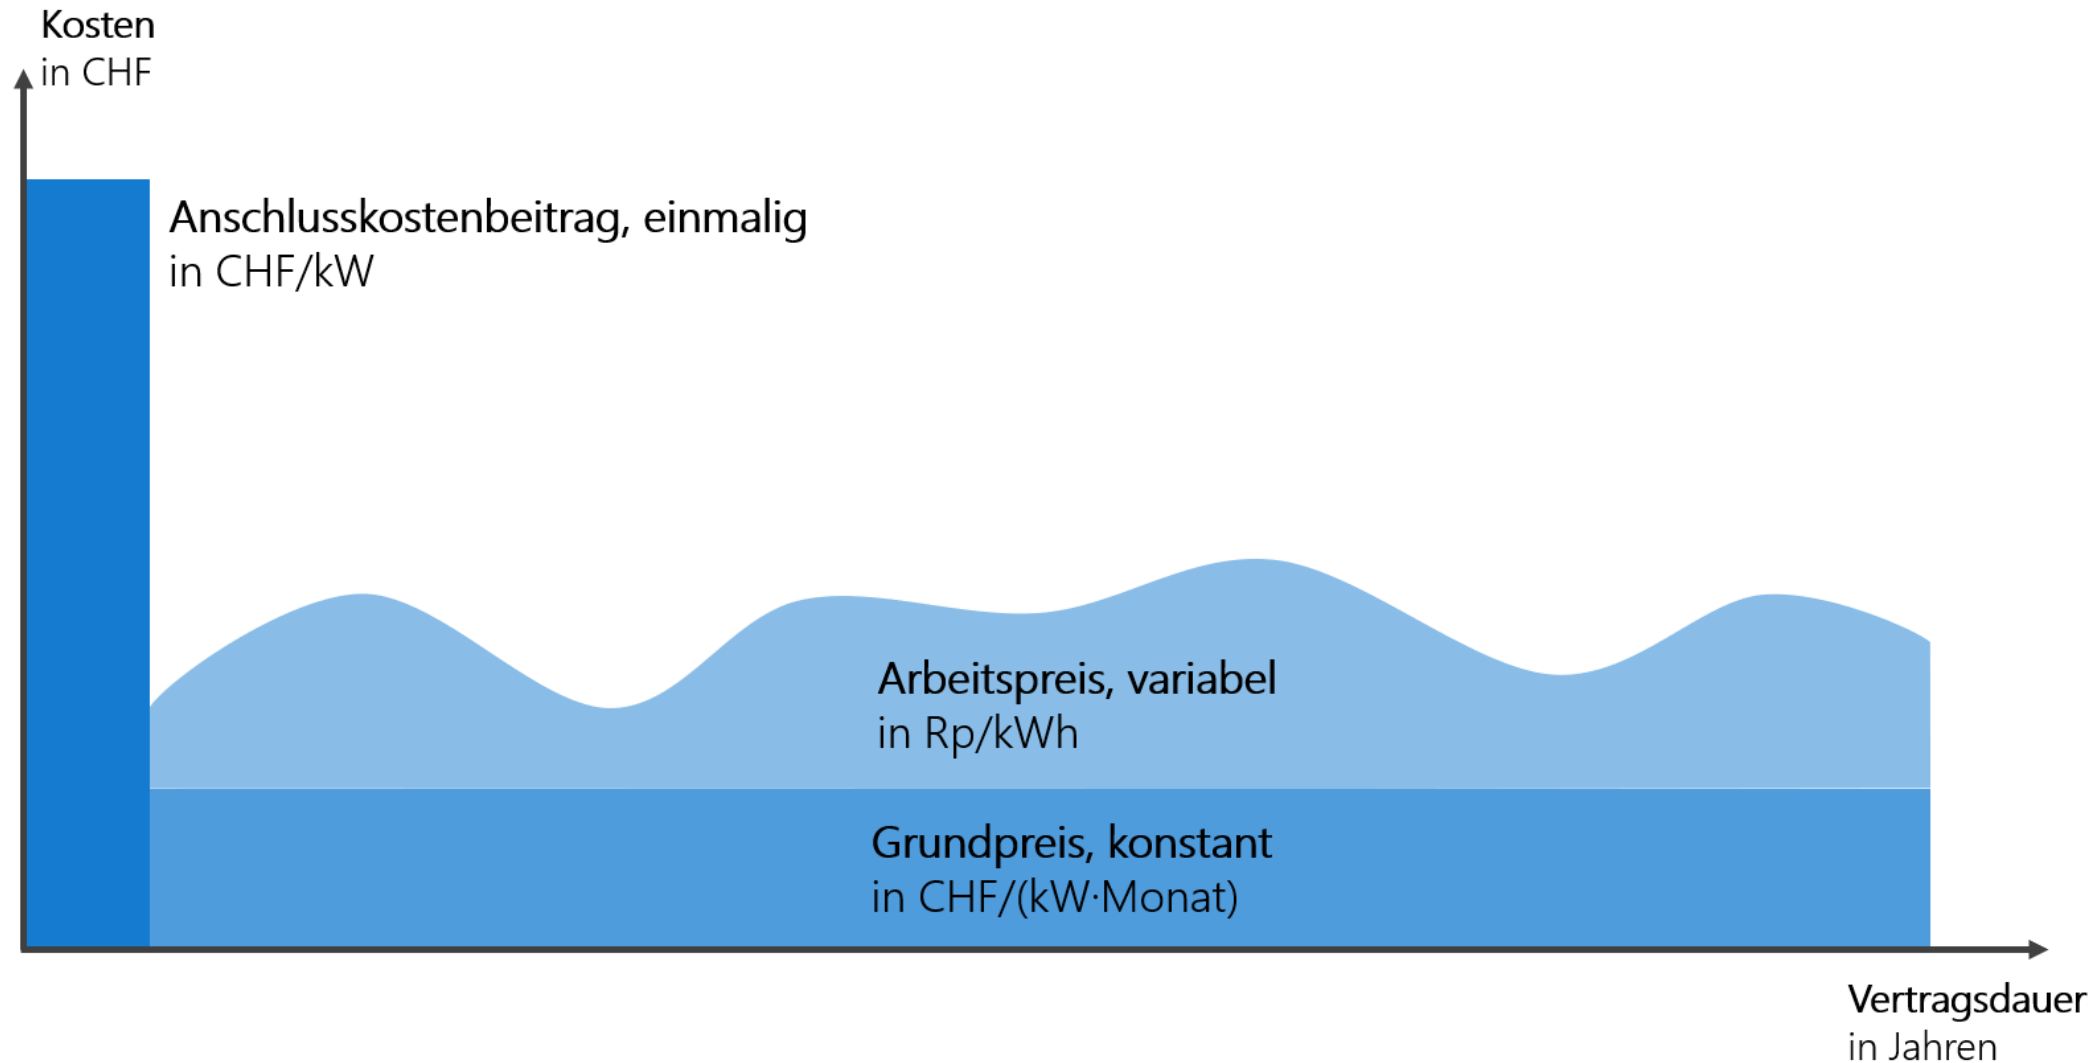 Kosten
in CHF
Anschlusskostenbeitrag, einmalig
in CHF/kW
Arbeitspreis, variabel
in Rp/kWh
Grundpreis, konstant
in CHF/(kW·Monat)
Vertragsdauer
in Jahren